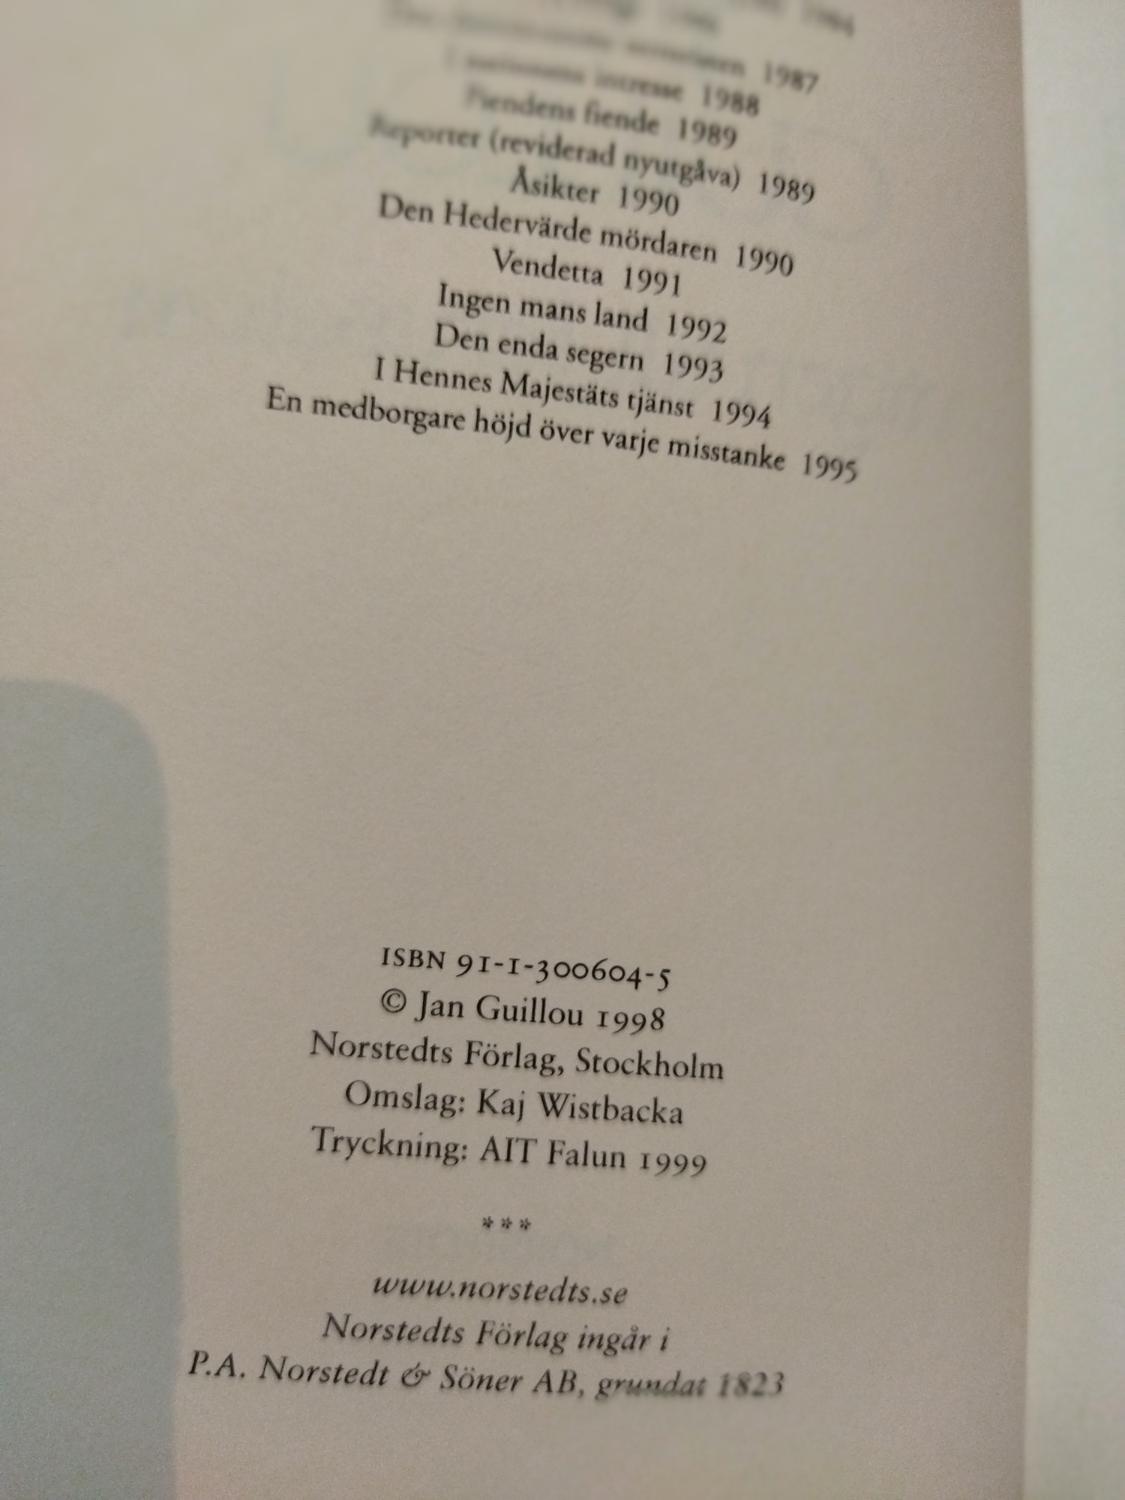 1984
1987
intresse 1988
Fiendens fiende 1989
Reporter (reviderad nyutgåva) 1989
Åsikter 1990
Den Hedervärde mördaren 1990
Vendetta 1991
Ingen mans land 1992
Den enda segern 1993
I Hennes Majestäts tjänst 1994
En medborgare höjd över varje misstanke 1995
ISBN 91-1-300604-5
© Jan Guillou 1998
Norstedts Förlag, Stockholm
Omslag: Kaj Wistbacka
Tryckning: AIT Falun 1999
***
www.norstedts.se
Norstedts Förlag ingår i
P.A. Norstedt & Söner AB, grundat 1823